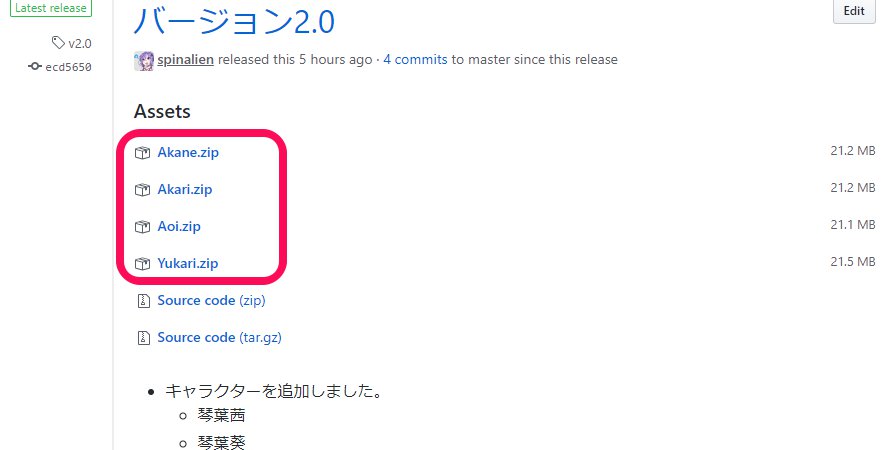 Latest release
バージョン2.0
Edit
v2.0
spinalien released this 5 hours ago · 4 commits to master since this release
ecd5650
Assets
Akane.zip 21.2 MB
Akari.zip 21.2 MB
Aoi.zip 21.1 MB
Yukari.zip 21.5 MB
Source code (zip)
Source code (tar.gz)
キャラクターを追加しました。
琴葉茜
琴葉葵